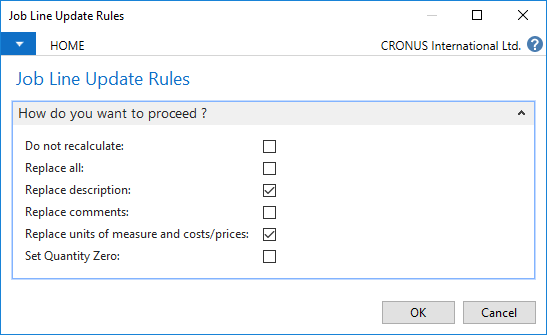 Job Line Update Rules
HOME
CRONUS International Ltd.
?
Job Line Update Rules
How do you want to proceed ?
Do not recalculate:
Replace all:
Replace description:
Replace comments:
Replace units of measure and costs/prices:
Set Quantity Zero:
OK
Cancel